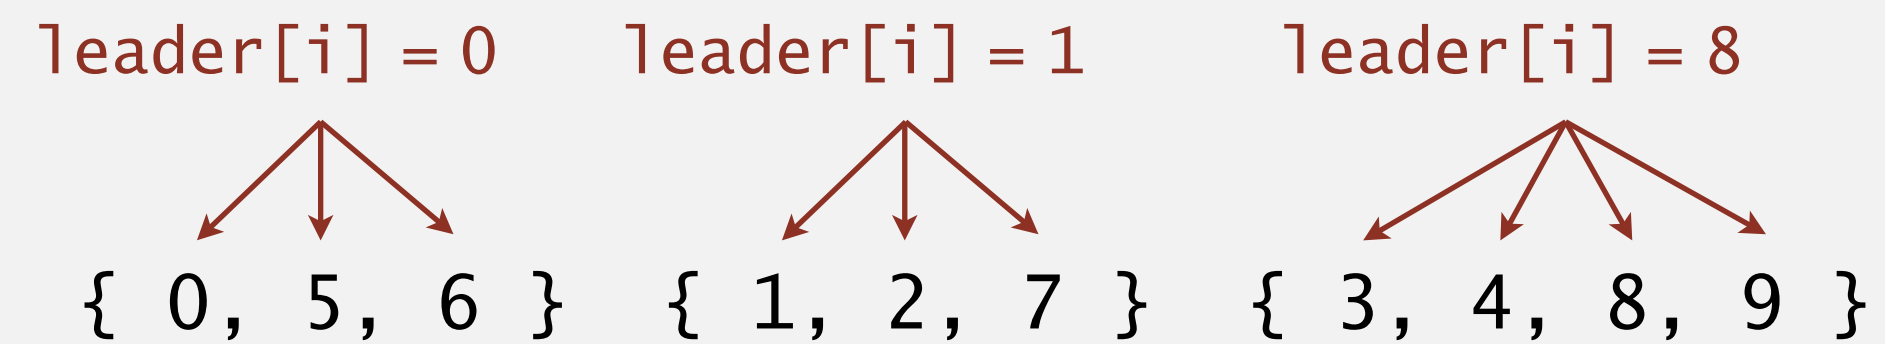 leader[i] = 0 leader[i] = 1 leader[i] = 8
{ 0, 5, 6 } { 1, 2, 7 } { 3, 4, 8, 9 }